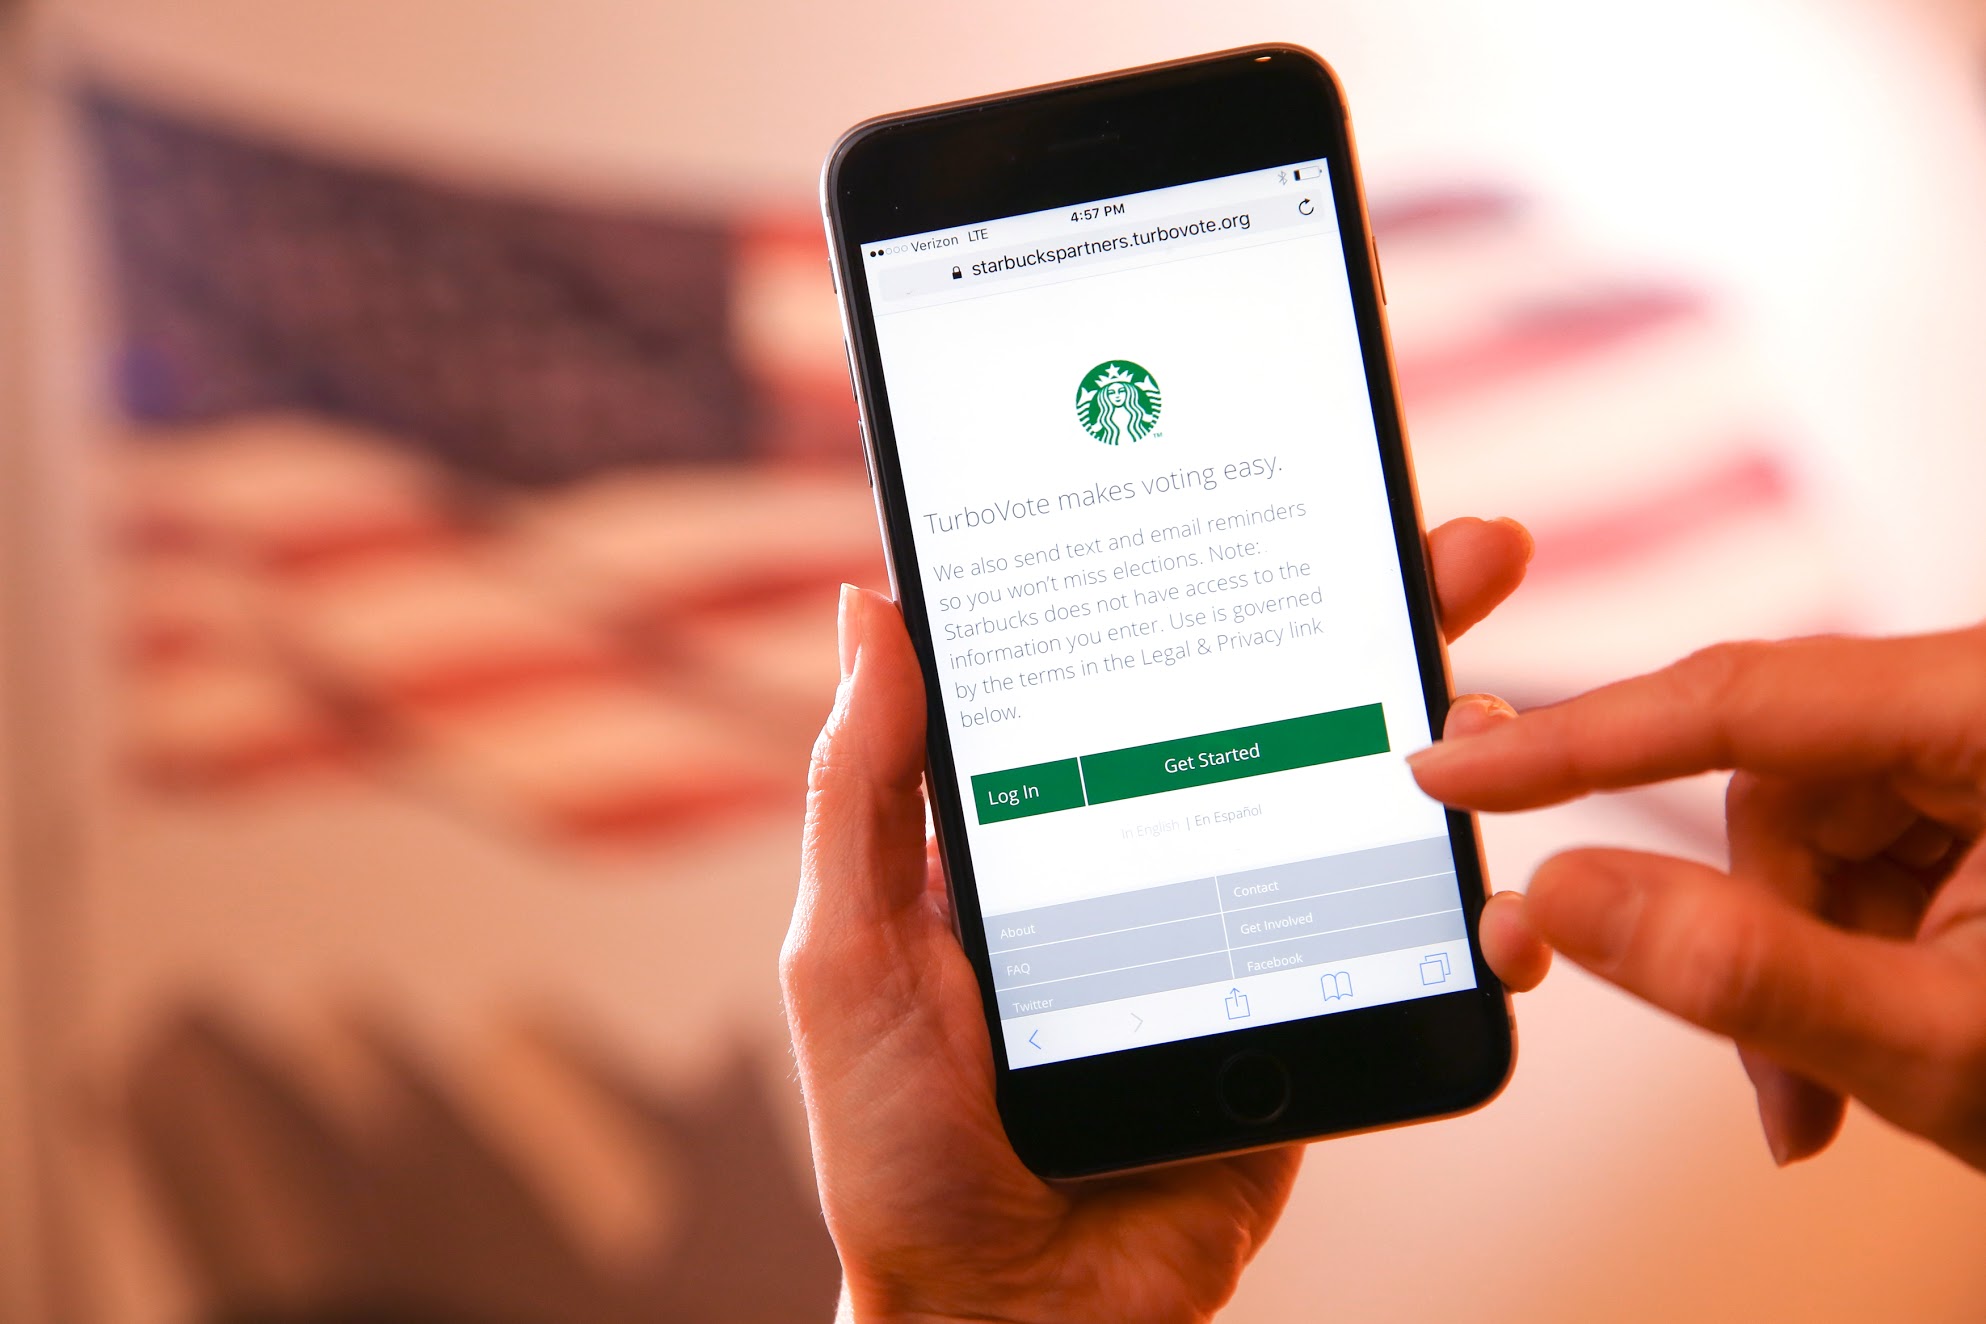 Verizon LTE 4:57 PM
starbuckspartners.turbovote.org
TM
TurboVote makes voting easy.
We also send text and email reminders
so you won't miss elections. Note:
Starbucks does not have access to the
information you enter. Use is governed
by the terms in the Legal & Privacy link
below.
Log In Get Started
In English | En Español
About Contact
FAQ Get Involved
Twitter Facebook